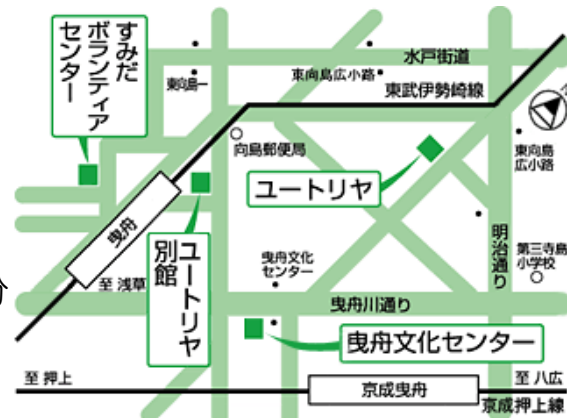 すみだ
ボランティア
センター
水戸街道
東向島一
東向島広小路
東武伊勢崎線
向島郵便局
ユートリヤ
東向島
広小路
曳舟
至 浅草
ユートリヤ
別館
曳舟文化
センター
明治通り
第三寺島
小学校
分
曳舟川通り
曳舟文化センター
至 押上
京成曳舟
至 八広
京成押上線